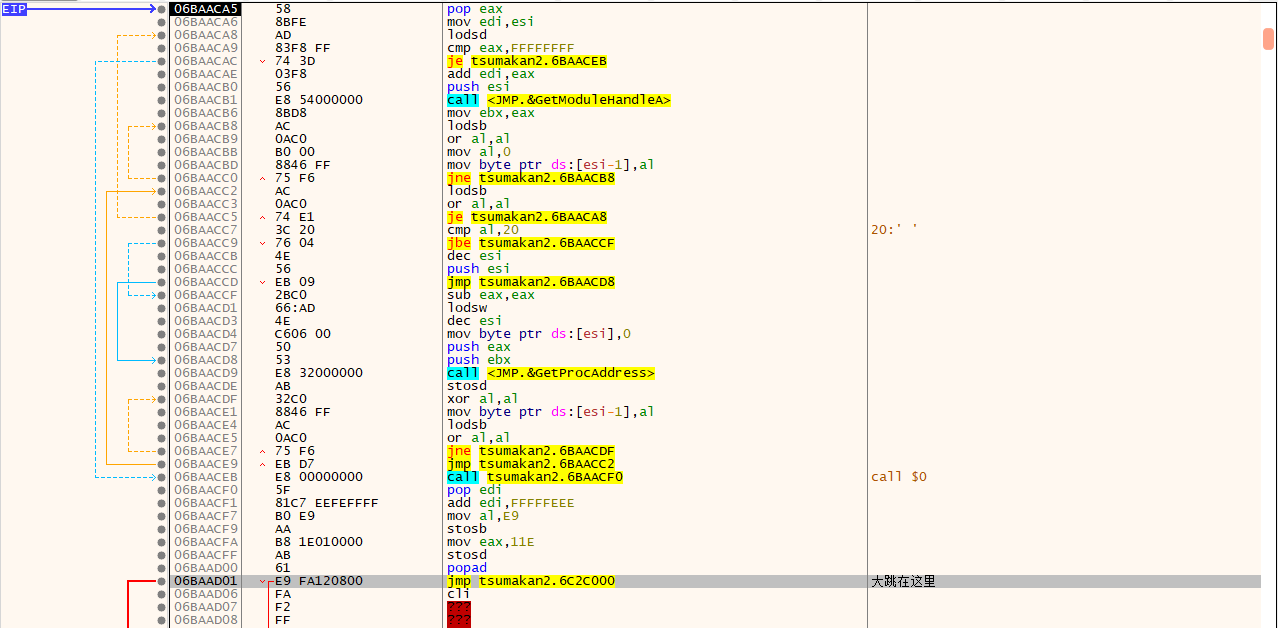 EIP 06BAACA5 58 pop eax
06BAACA6 8BFE mov edi,esi
06BAACA8 AD lodsd
06BAACA9 83F8 FF cmp eax,FFFFFFFF
06BAACAC 74 3D je tsumakan2.6BAACEB
06BAACAE 03F8 add edi,eax
06BAACB0 56 push esi
06BAACB1 E8 54000000 call <JMP.&GetModuleHandleA>
06BAACB6 8BD8 mov ebx,eax
06BAACB8 AC lodsb
06BAACB9 0AC0 or al,al
06BAACBB B0 00 mov al,0
06BAACBD 8846 FF mov byte ptr ds:[esi-1],al
06BAACC0 75 F6 jne tsumakan2.6BAACB8
06BAACC2 AC lodsb
06BAACC3 0AC0 or al,al
06BAACC5 74 E1 je tsumakan2.6BAACA8
06BAACC7 3C 20 cmp al,20 20:' '
06BAACC9 76 04 jbe tsumakan2.6BAACCF
06BAACCB 4E dec esi
06BAACCC 56 push esi
06BAACCD EB 09 jmp tsumakan2.6BAACD8
06BAACCF 2BC0 sub eax,eax
06BAACD1 66:AD lodsw
06BAACD3 4E dec esi
06BAACD4 C606 00 mov byte ptr ds:[esi],0
06BAACD7 50 push eax
06BAACD8 53 push ebx
06BAACD9 E8 32000000 call <JMP.&GetProcAddress>
06BAACDE AB stosd
06BAACDF 32C0 xor al,al
06BAACE1 8846 FF mov byte ptr ds:[esi-1],al
06BAACE4 AC lodsb
06BAACE5 0AC0 or al,al
06BAACE7 75 F6 jne tsumakan2.6BAACDF
06BAACE9 EB D7 jmp tsumakan2.6BAACC2
06BAACEB E8 00000000 call tsumakan2.6BAACF0 call $0
06BAACF0 5F pop edi
06BAACF1 81C7 EEFEFFFF add edi,FFFFFEEE
06BAACF7 B0 E9 mov al,E9
06BAACF9 AA stosb
06BAACFA B8 1E010000 mov eax,11E
06BAACFF AB stosd
06BAAD00 61 popad
06BAAD01 E9 FA120800 jmp tsumakan2.6C2C000 大跳在这里
06BAAD06 FA cli
06BAAD07 F2 ???
06BAAD08 FF ???